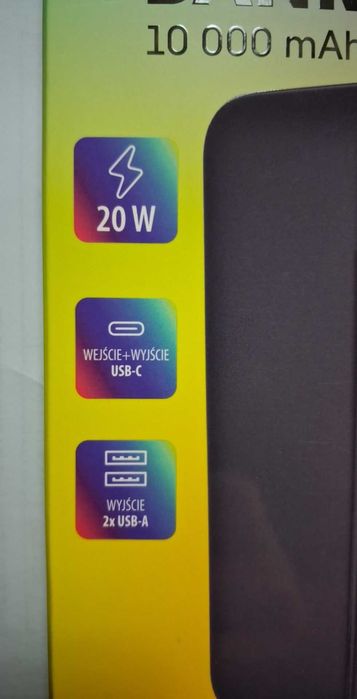 10 000 mAh
20 W
WEJŚCIE+WYJŚCIE
USB-C
WYJŚCIE
2x USB-A